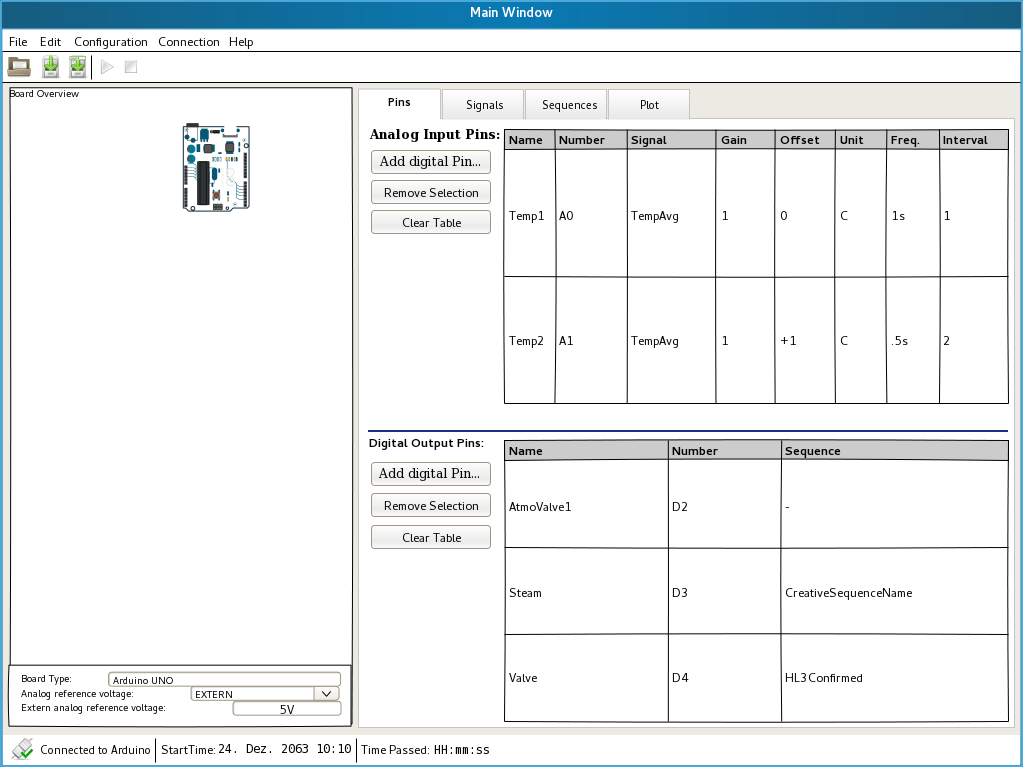 Main Window
File Edit Configuration Connection Help
Board Overview
Pins Signals Sequences Plot
Analog Input Pins:
Add digital Pin...
Remove Selection
Clear Table
Name Number Signal Gain Offset Unit Freq. Interval
Temp1 A0 TempAvg 1 0 C 1s 1
Temp2 A1 TempAvg 1 +1 C .5s 2
Digital Output Pins:
Add digital Pin...
Remove Selection
Clear Table
Name Number Sequence
AtmoValve1 D2 -
Steam D3 CreativeSequenceName
Valve D4 HL3Confirmed
Board Type: Arduino UNO
Analog reference voltage: EXTERN
Extern analog reference voltage: 5V
Connected to Arduino StartTime: 24. Dez. 2063 10:10 Time Passed: HH:mm:ss